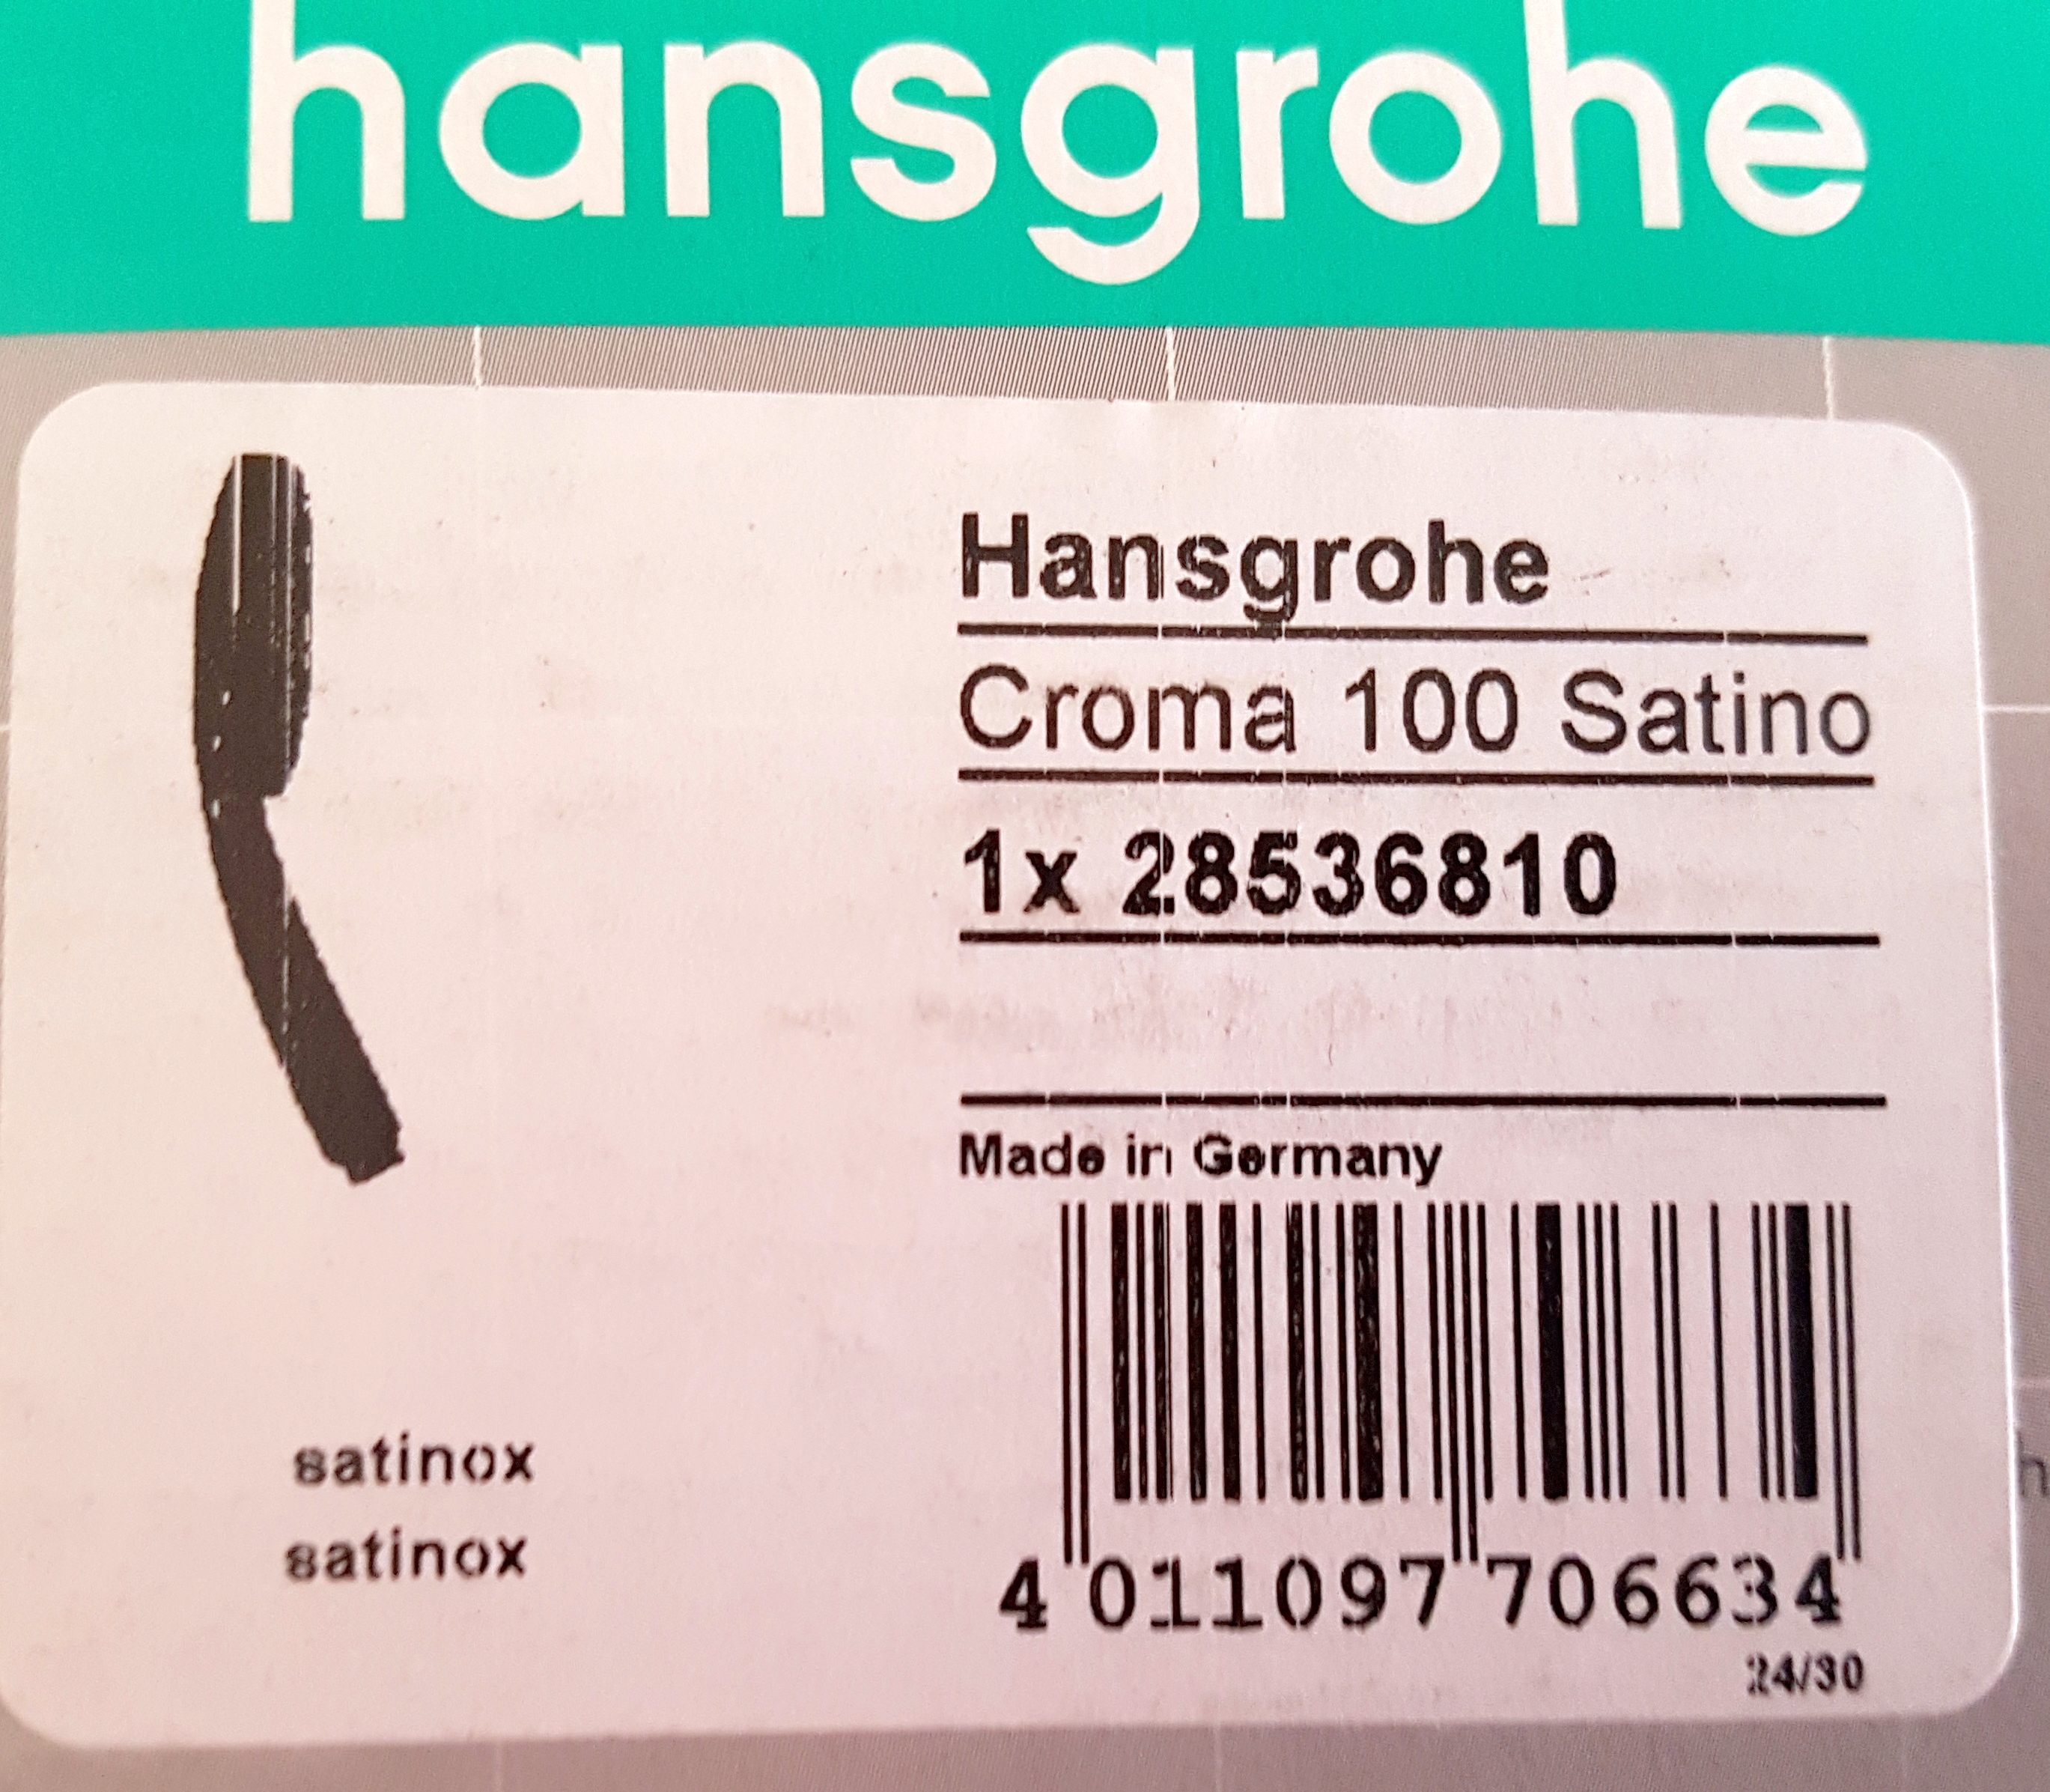 hansgrohe
Hansgrohe
Croma 100 Satino
1x 28536810
Made in Germany
satinox
satinox
4 011097 706634
24/30